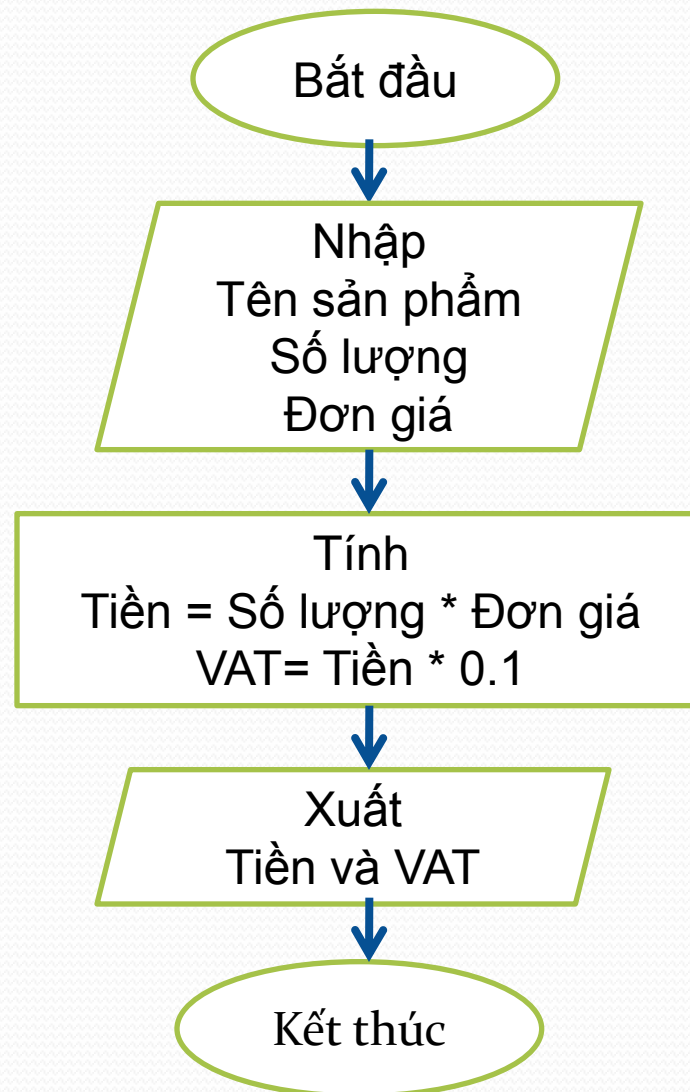 Bắt đầu
Nhập
Tên sản phẩm
Số lượng
Đơn giá
Tính
Tiền = Số lượng * Đơn giá
VAT= Tiền * 0.1
Xuất
Tiền và VAT
Kết thúc